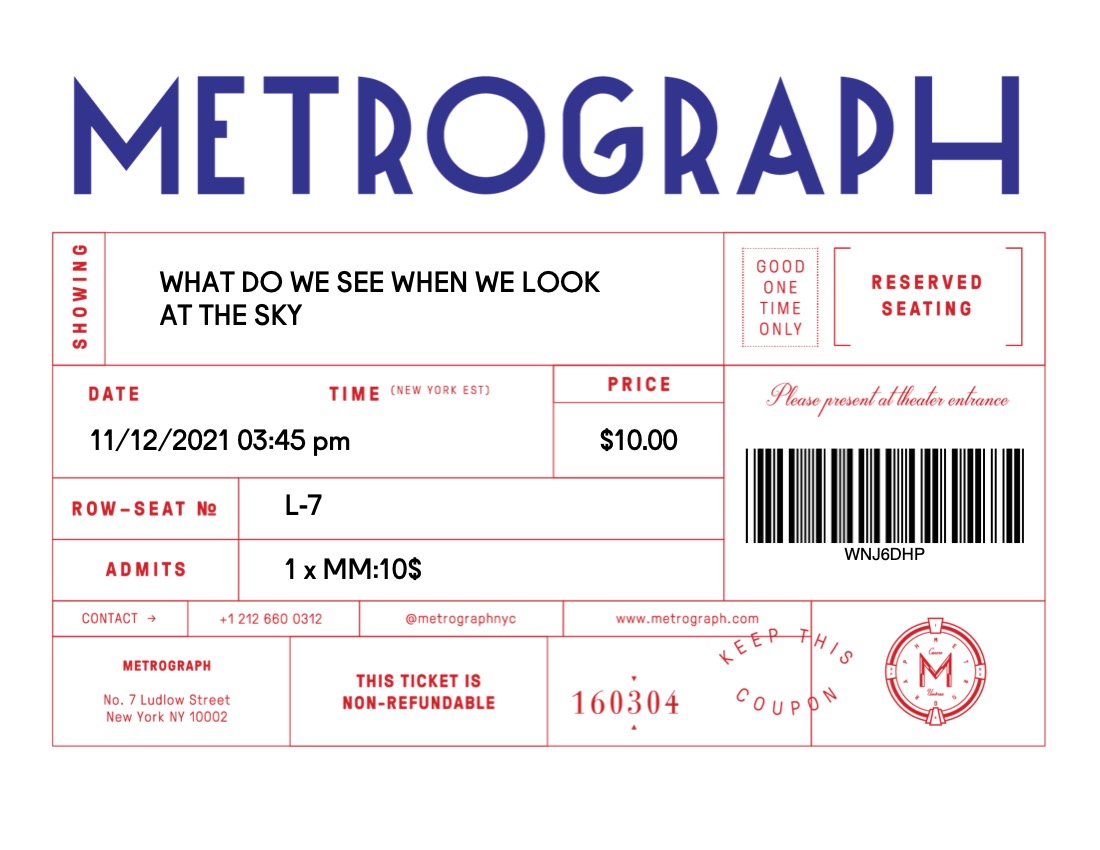 METROGRAPH
SHOWING
WHAT DO WE SEE WHEN WE LOOK
AT THE SKY
GOOD
ONE
TIME
ONLY
RESERVED
SEATING
DATE
TIME (NEW YORK EST)
PRICE
11/12/2021 03:45 pm
$10.00
Please present at theater entrance
WNJ6DHP
ROW–SEAT №
L-7
ADMITS
1 x MM:10$
CONTACT →
+1 212 660 0312
@metrographnyc
www.metrograph.com
METROGRAPH
No. 7 Ludlow Street
New York NY 10002
THIS TICKET IS
NON-REFUNDABLE
160304
KEEP THIS
COUPON
METROGRAPH
M